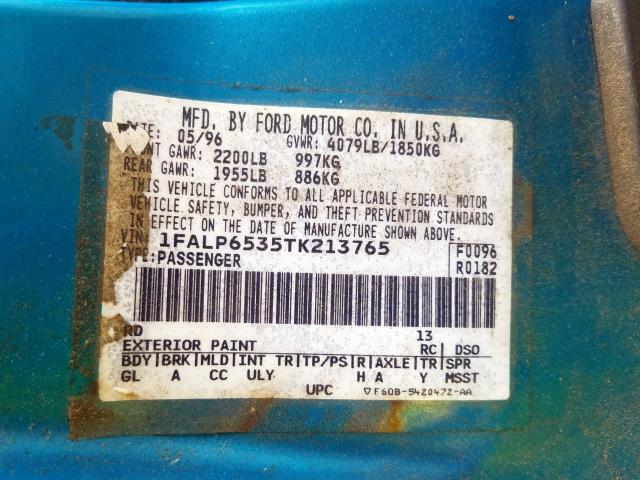 MFD. BY FORD MOTOR CO. IN U.S.A.
DATE: 05/96 GVWR: 4079LB/1850KG
FRONT GAWR: 2200LB 997KG
REAR GAWR: 1955LB 886KG
THIS VEHICLE CONFORMS TO ALL APPLICABLE FEDERAL MOTOR
VEHICLE SAFETY, BUMPER, AND THEFT PREVENTION STANDARDS
IN EFFECT ON THE DATE OF MANUFACTURE SHOWN ABOVE.
VIN: 1FALP6535TK213765 F0096
TYPE: PASSENGER R0182
RD 13
EXTERIOR PAINT RC DSO
BDY|BRK|MLD|INT TR|TP/PS|R|AXLE|TR|SPR
GL A CC ULY H A Y MSST
UPC ▽F60B-5420472-AA